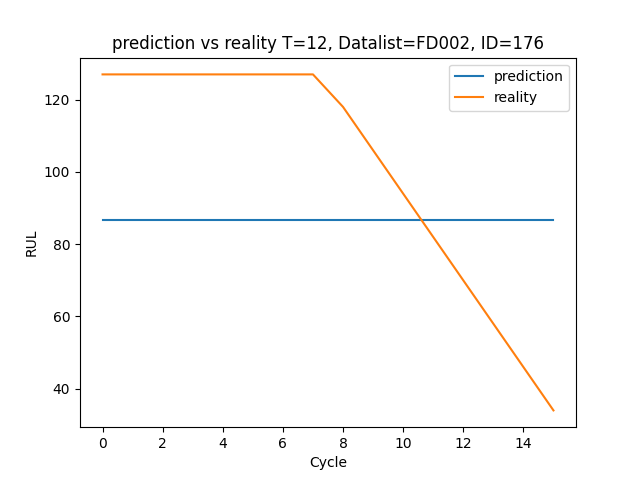 prediction vs reality T=12, Datalist=FD002, ID=176
prediction
reality
RUL
120
100
80
60
40
0 2 4 6 8 10 12 14
Cycle